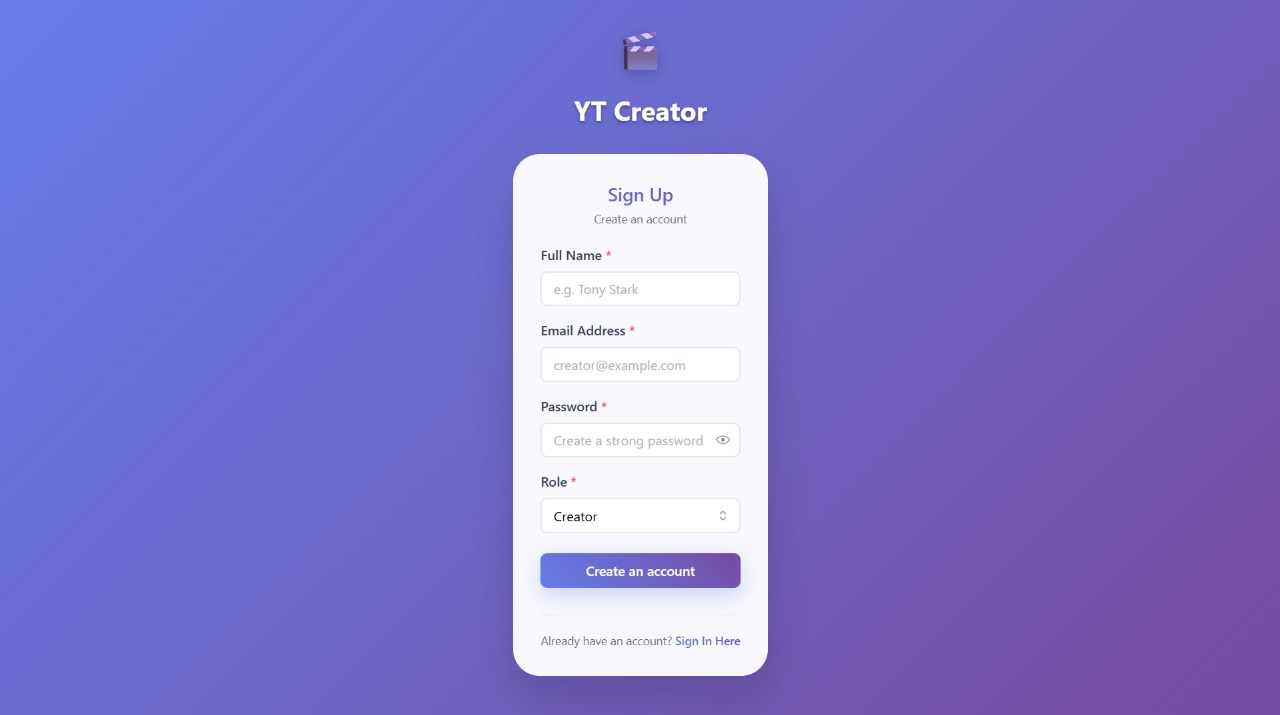 YT Creator
Sign Up
Create an account
Full Name *
e.g. Tony Stark
Email Address *
creator@example.com
Password *
Create a strong password
Role *
Creator
Create an account
Already have an account? Sign In Here